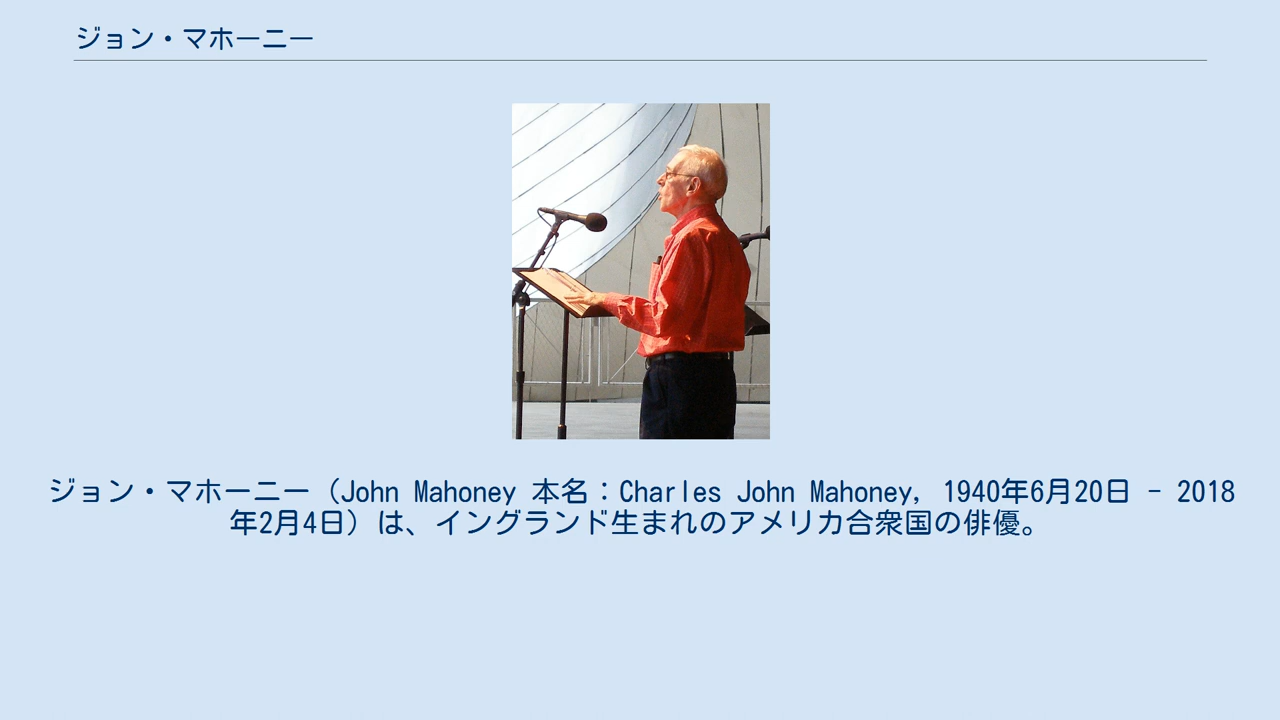 ジョン・マホーニー
ジョン・マホーニー（John Mahoney 本名：Charles John Mahoney, 1940年6月20日 - 2018
年2月4日）は、イングランド生まれのアメリカ合衆国の俳優。